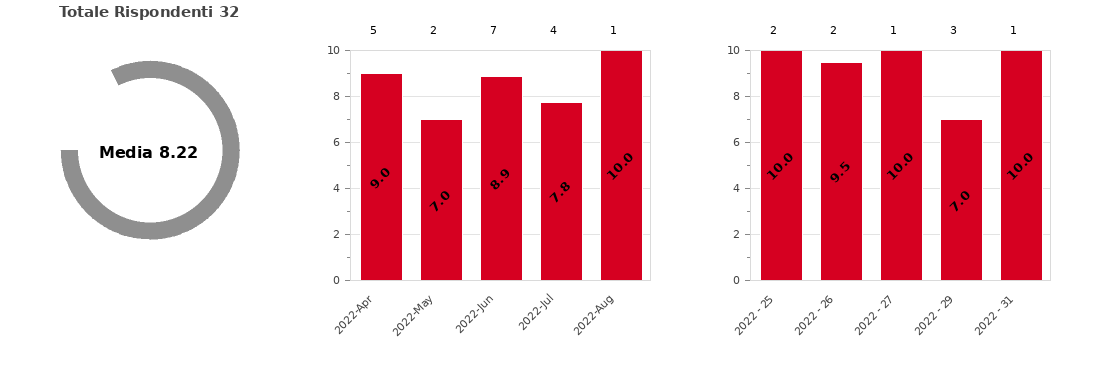 Totale Rispondenti 32
Media 8.22
5 2 7 4 1
10
8
6
4
2
0
9.0 7.0 8.9 7.8 10.0
2022-Apr 2022-May 2022-Jun 2022-Jul 2022-Aug
2 2 1 3 1
10
8
6
4
2
0
10.0 9.5 10.0 7.0 10.0
2022 - 25 2022 - 26 2022 - 27 2022 - 29 2022 - 31